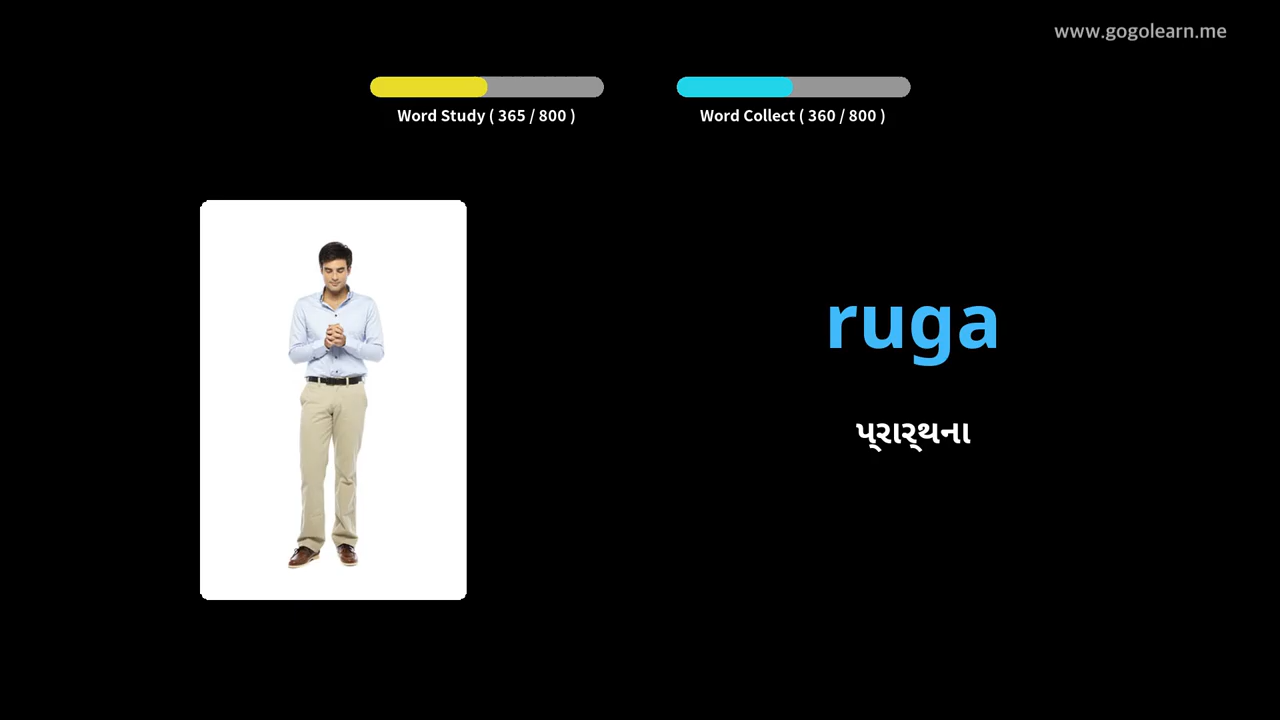 www.gogolearn.me
Word Study ( 365 / 800 )
Word Collect ( 360 / 800 )
ruga
પ્રાર્થના